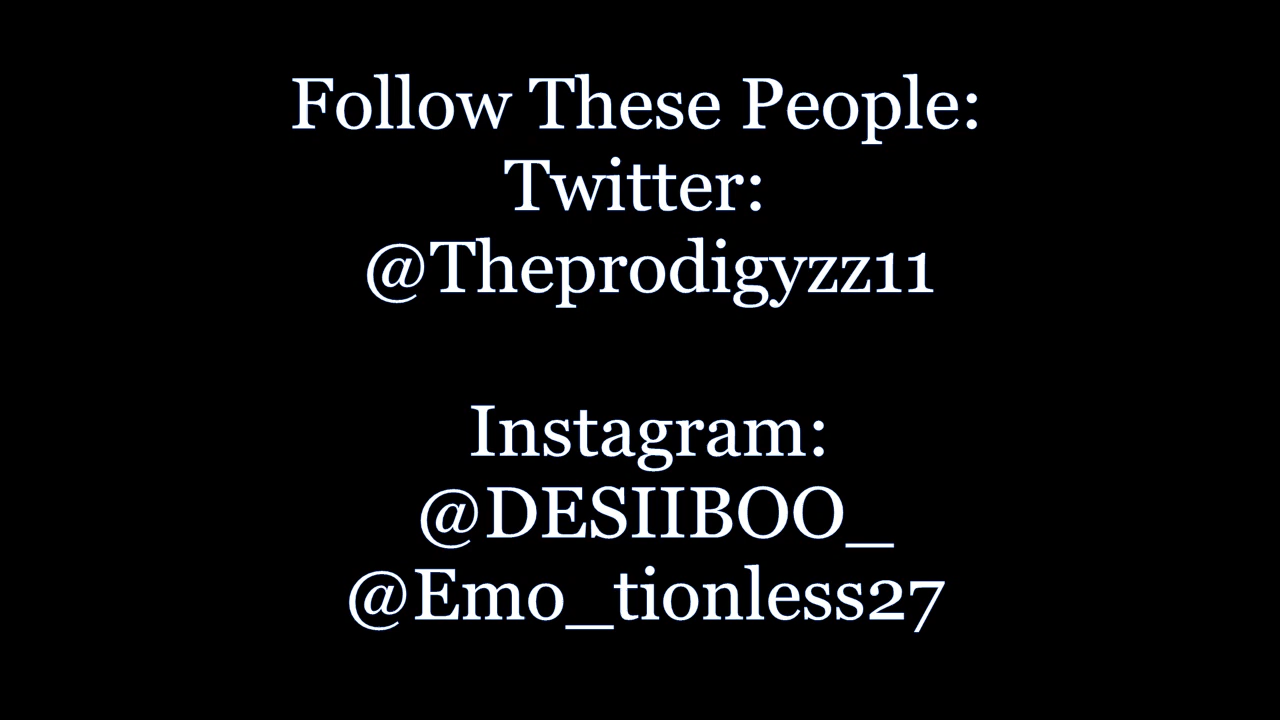 Follow These People:
Twitter:
@Theprodigyzz11
Instagram:
@DESIIBOO_
@Emo_tionless27